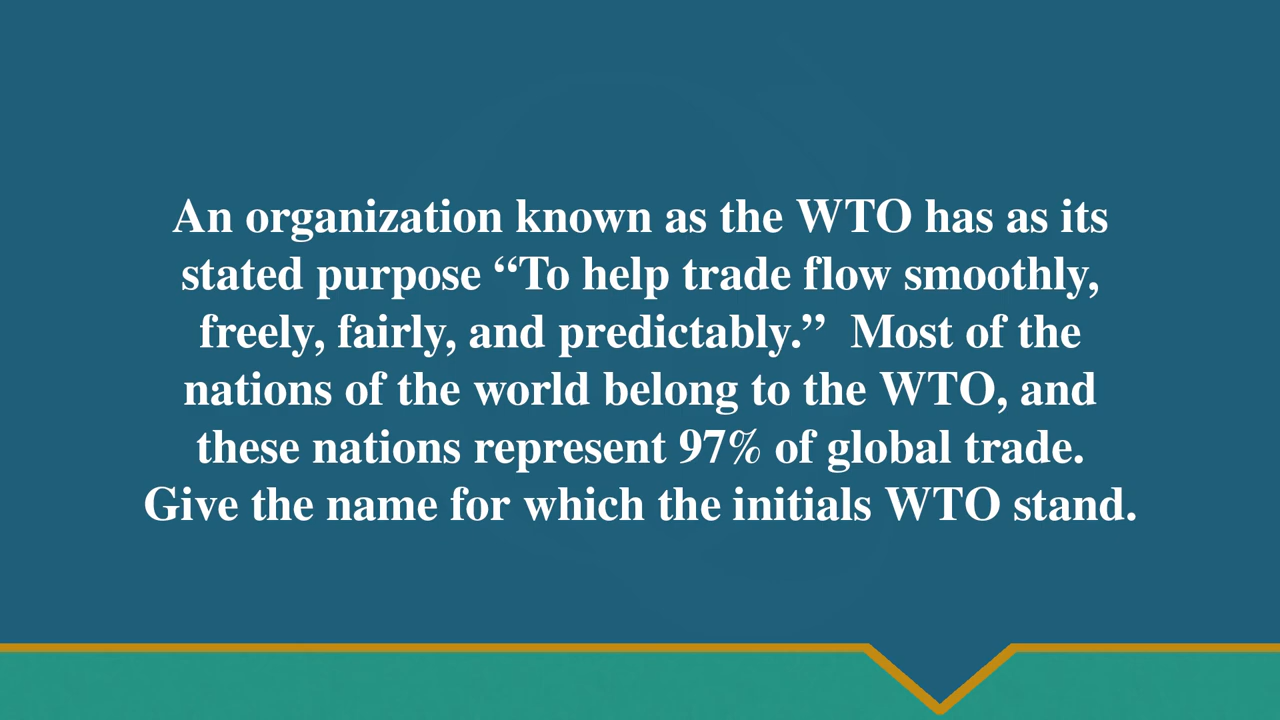 An organization known as the WTO has as its
stated purpose “To help trade flow smoothly,
freely, fairly, and predictably.”  Most of the
nations of the world belong to the WTO, and
these nations represent 97% of global trade.
Give the name for which the initials WTO stand.